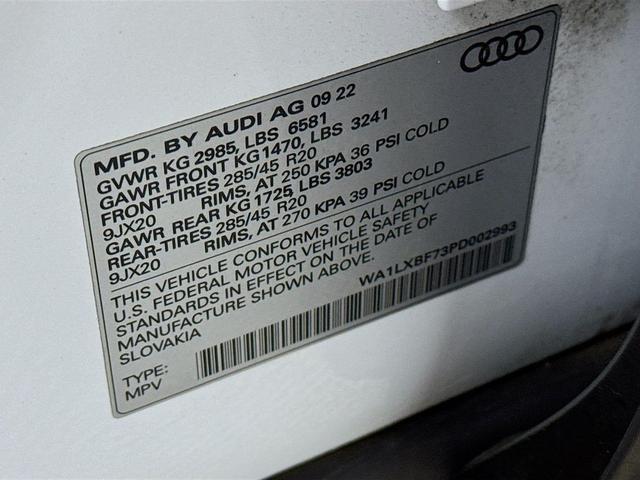 MFD. BY AUDI AG 09 22
GVWR KG 2985, LBS 6581
GAWR FRONT KG1470, LBS 3241
FRONT-TIRES 285/45 R20
9JX20 RIMS, AT 250 KPA 36 PSI COLD
GAWR REAR KG 1725 LBS 3803
REAR-TIRES 285/45 R20
9JX20 RIMS, AT 270 KPA 39 PSI COLD
THIS VEHICLE CONFORMS TO ALL APPLICABLE
U.S. FEDERAL MOTOR VEHICLE SAFETY
STANDARDS IN EFFECT ON THE DATE OF
MANUFACTURE SHOWN ABOVE.
SLOVAKIA
WA1LXBF73PD002993
TYPE:
MPV